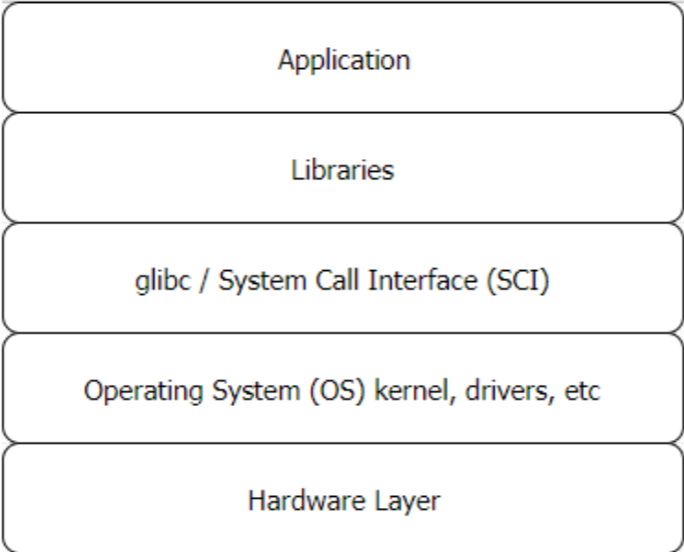 Application
Libraries
glibc / System Call Interface (SCI)
Operating System (OS) kernel, drivers, etc
Hardware Layer